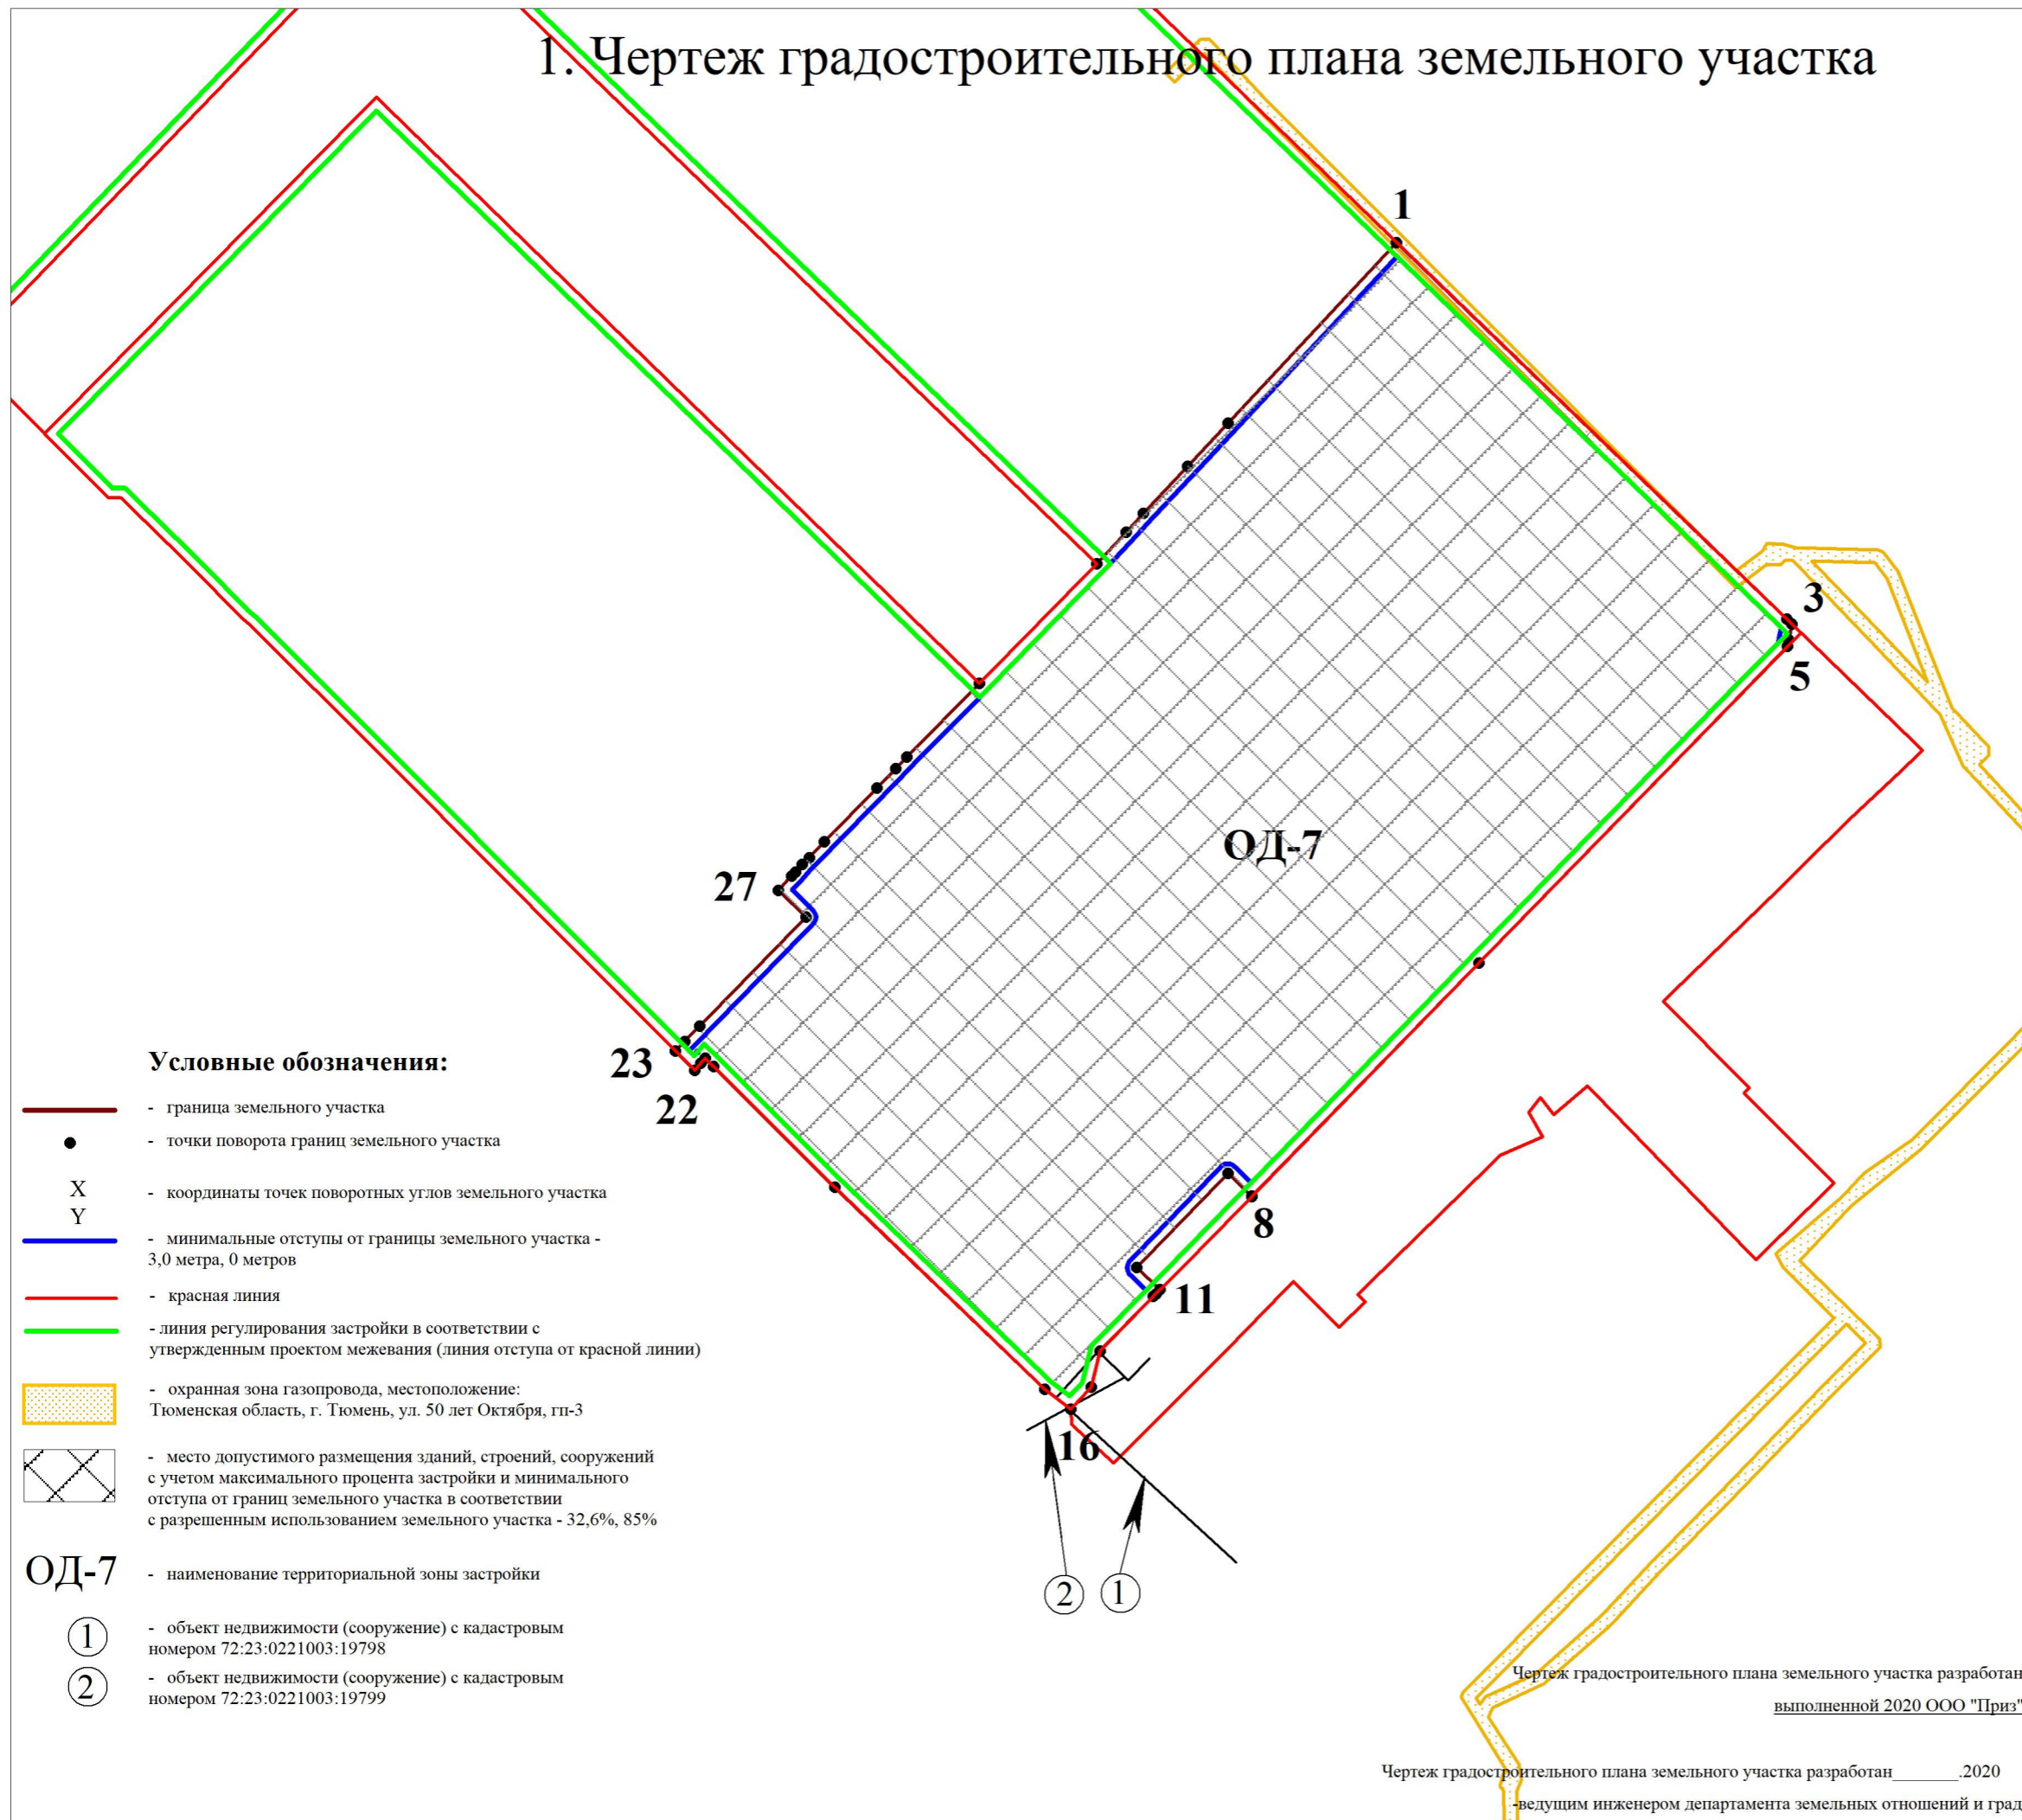 1. Чертеж градостроительного плана земельного участка
1
3
5
ОД-7
27
23
22
8
11
16
2
1
Условные обозначения:
- граница земельного участка
- точки поворота границ земельного участка
X
Y
- координаты точек поворотных углов земельного участка
- минимальные отступы от границы земельного участка -
3,0 метра, 0 метров
- красная линия
- линия регулирования застройки в соответствии с
утвержденным проектом межевания (линия отступа от красной линии)
- охранная зона газопровода, местоположение:
Тюменская область, г. Тюмень, ул. 50 лет Октября, гп-3
- место допустимого размещения зданий, строений, сооружений
с учетом максимального процента застройки и минимального
отступа от границ земельного участка в соответствии
с разрешенным использованием земельного участка - 32,6%, 85%
ОД-7 - наименование территориальной зоны застройки
1 - объект недвижимости (сооружение) с кадастровым
номером 72:23:0221003:19798
2 - объект недвижимости (сооружение) с кадастровым
номером 72:23:0221003:19799
Чертеж градостроительного плана земельного участка разработан
выполненной 2020 ООО "Приз"
Чертеж градостроительного плана земельного участка разработан_______.2020
-ведущим инженером департамента земельных отношений и град